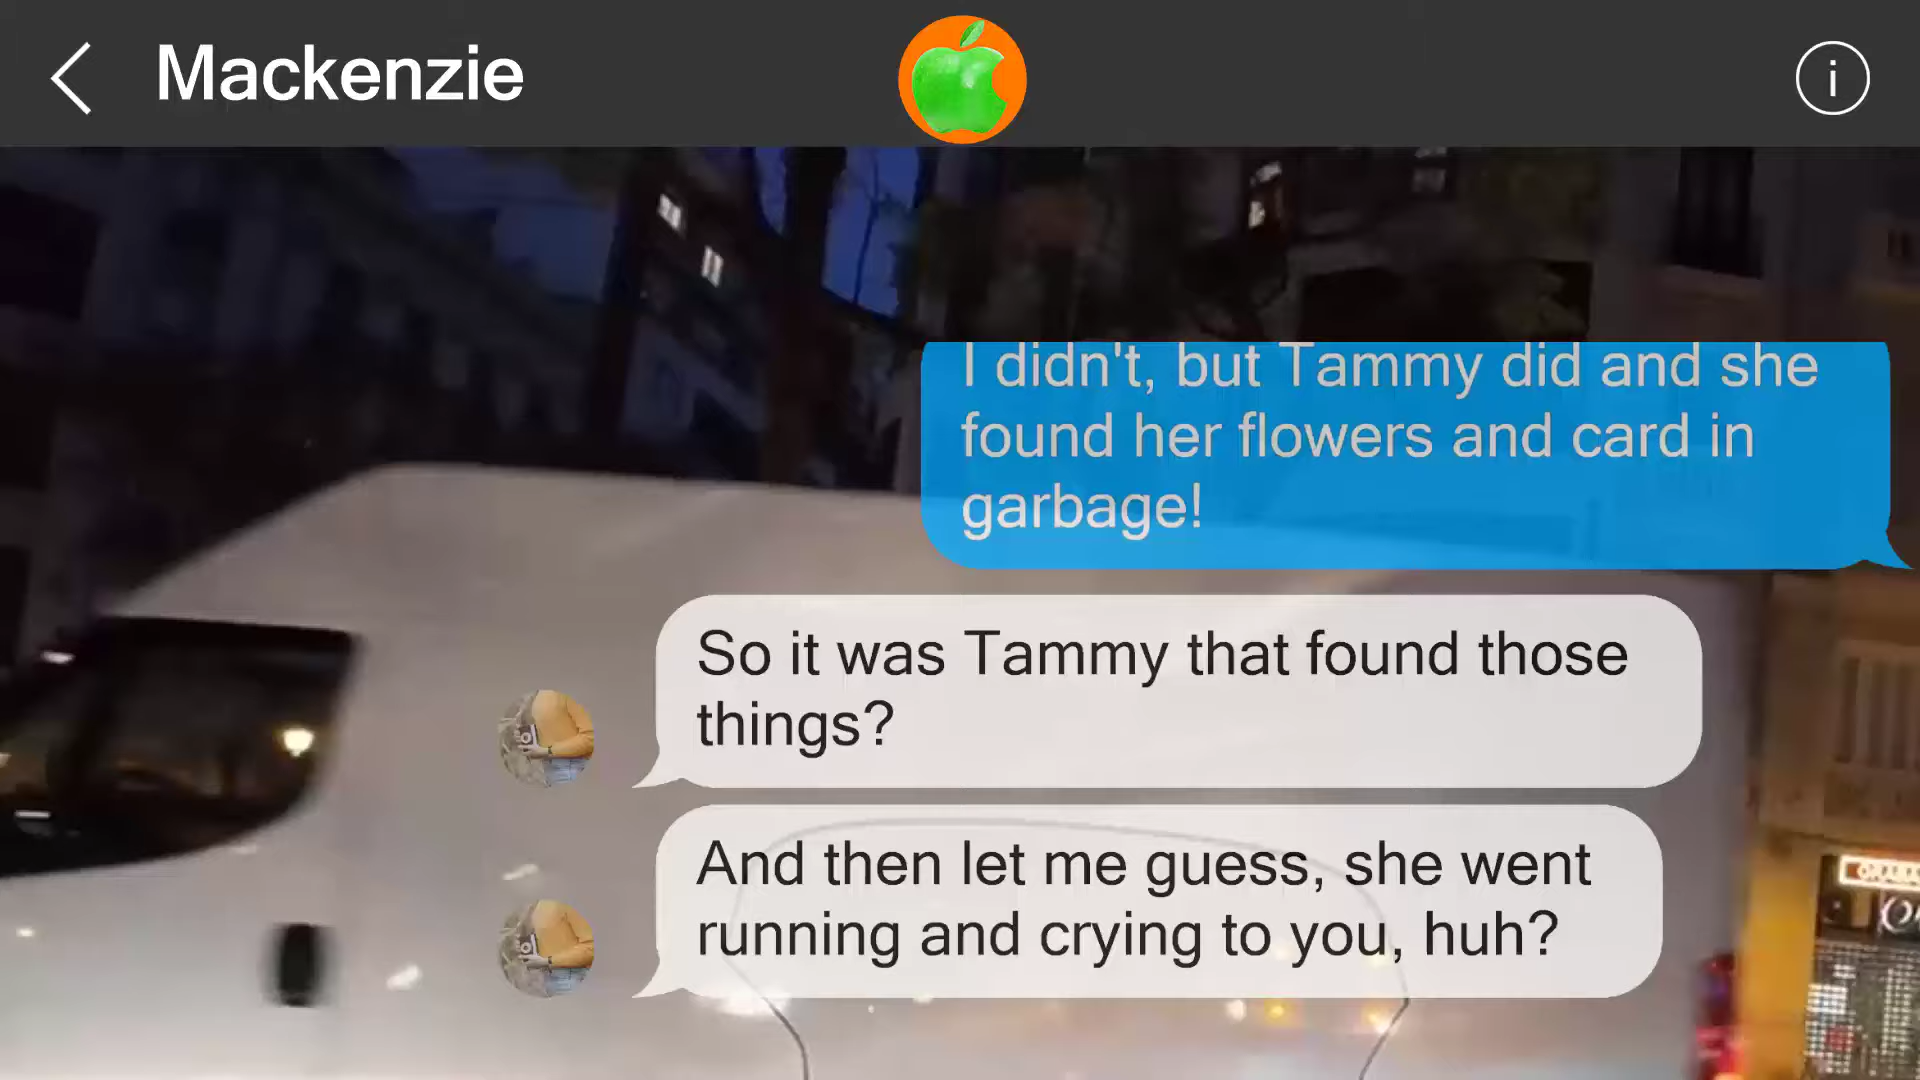 Mackenzie
i
I didn't, but Tammy did and she
found her flowers and card in
garbage!
So it was Tammy that found those
things?
And then let me guess, she went
running and crying to you, huh?